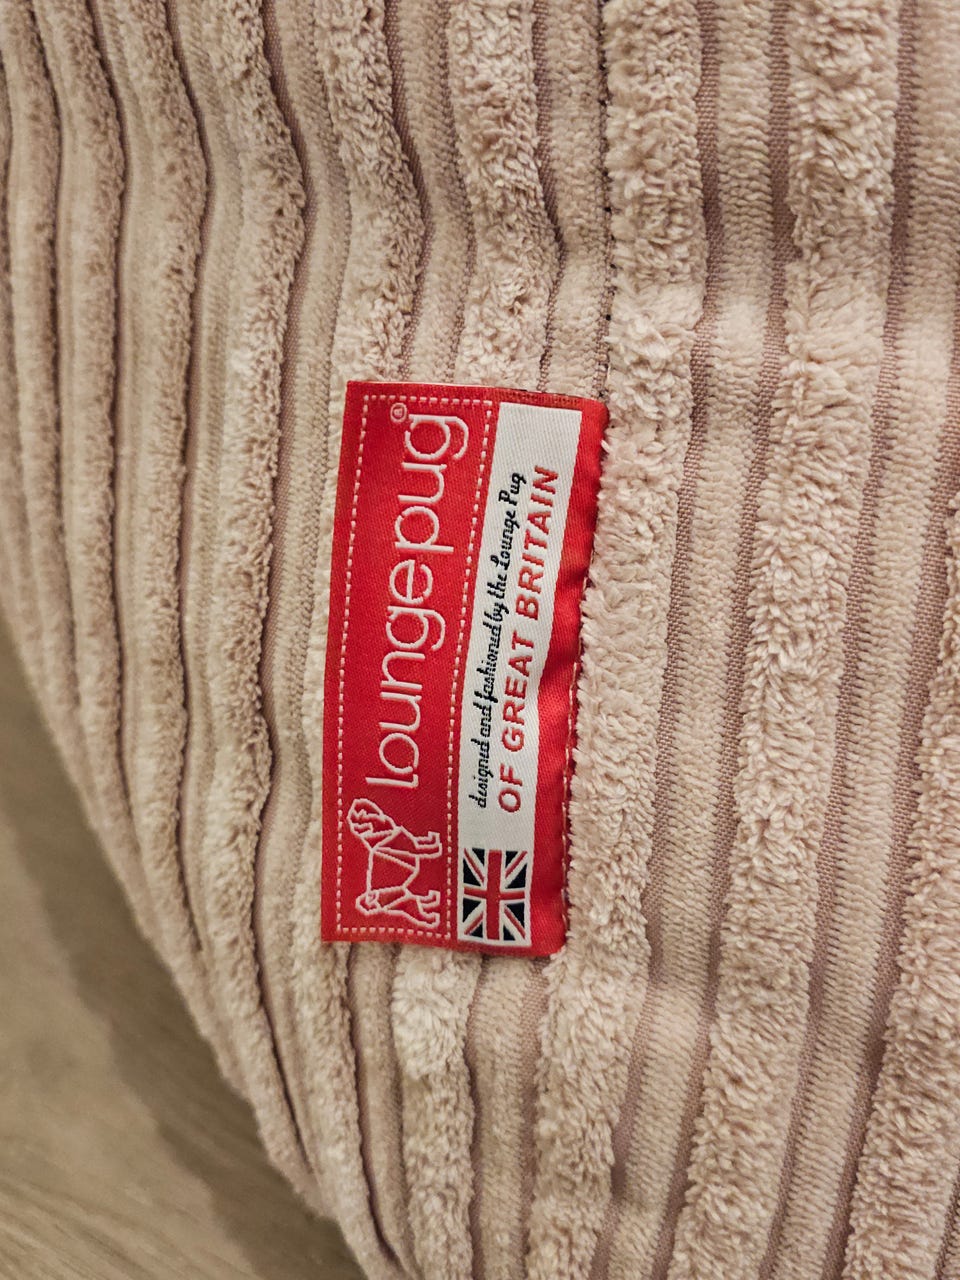 loungepug®
designed and fashioned by the Lounge Pug
OF GREAT BRITAIN